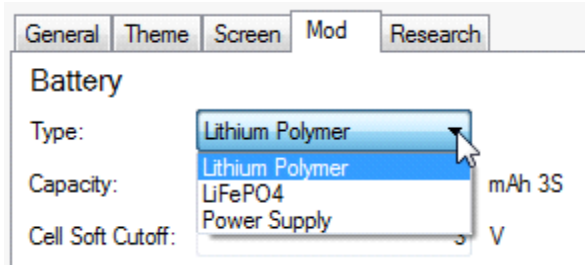 General Theme Screen Mod Research
Battery
Type: Lithium Polymer
Lithium Polymer
Capacity: mAh 3S
LiFePO4
Power Supply
Cell Soft Cutoff: V